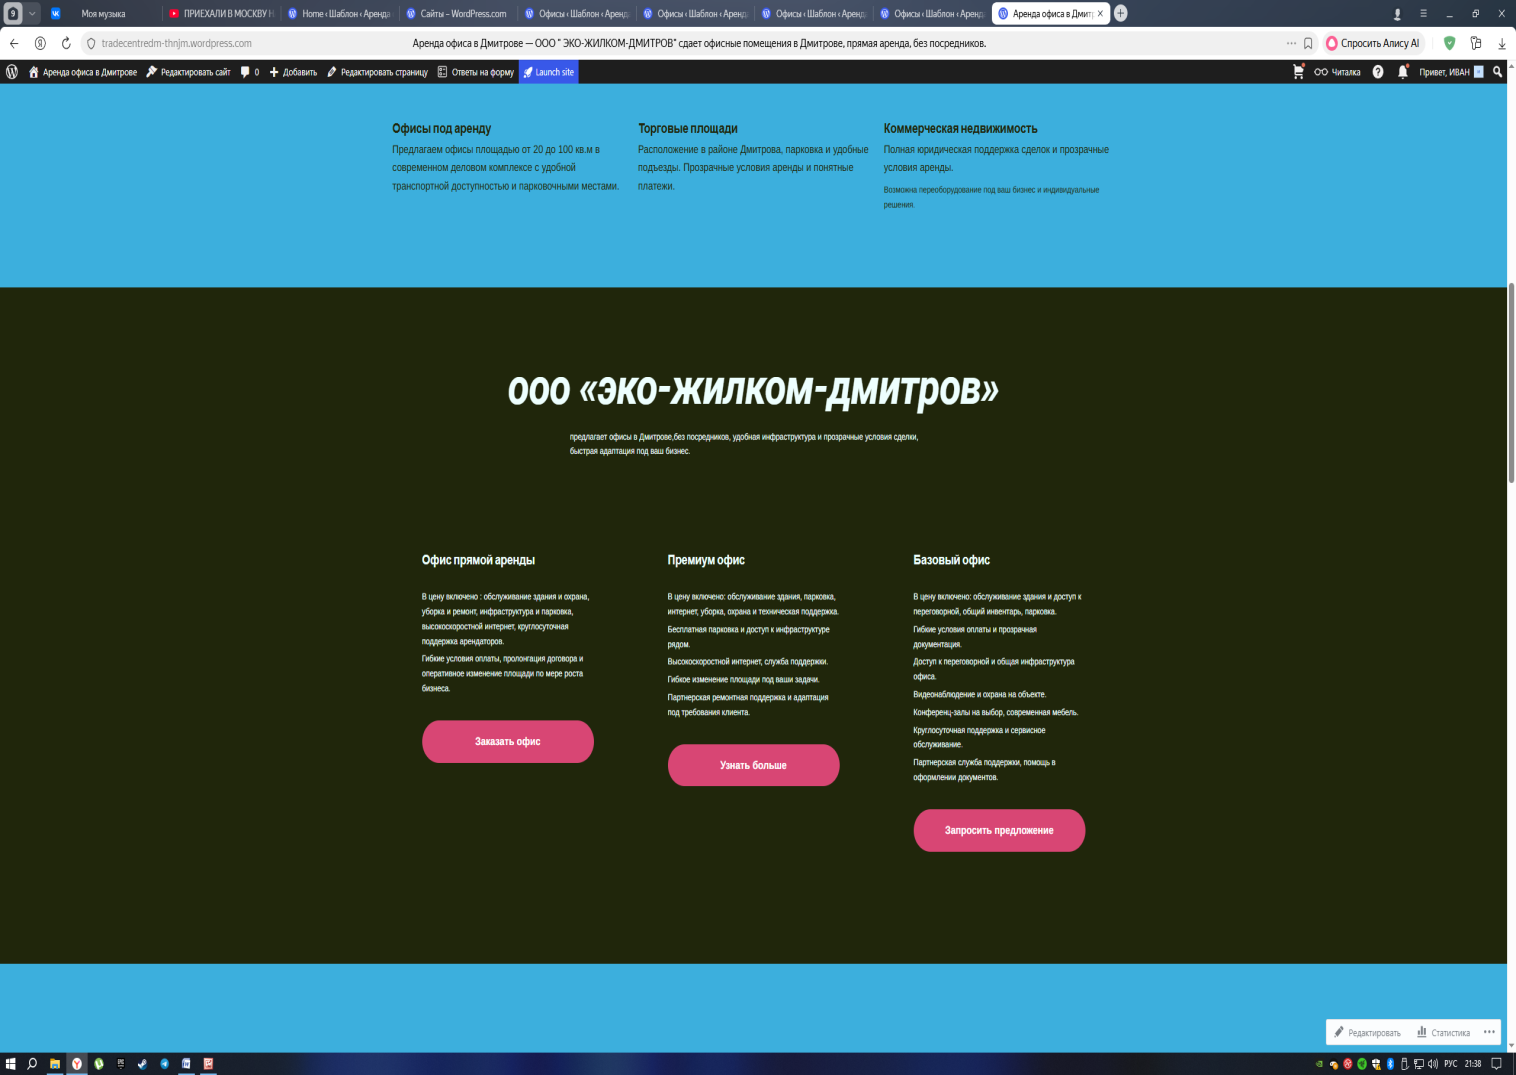 9
Моя музыка
ПРИЕХАЛИ В МОСКВУ Н
Home ‹ Шаблон ‹ Аренда
Сайты – WordPress.com
Офисы ‹ Шаблон ‹ Аренда
Офисы ‹ Шаблон ‹ Аренда
Офисы ‹ Шаблон ‹ Аренд
Офисы ‹ Шаблон ‹ Аренда
Аренда офиса в Дмитр
tradecentredm-thnjm.wordpress.com
Аренда офиса в Дмитрове — ООО " ЭКО-ЖИЛКОМ-ДМИТРОВ" сдает офисные помещения в Дмитрове, прямая аренда, без посредников.
Спросить Алису AI
Аренда офиса в Дмитрове
Редактировать сайт
0
Добавить
Редактировать страницу
Ответы на форму
Launch site
Читалка
Привет, ИВАН
Офисы под аренду
Предлагаем офисы площадью от 20 до 100 кв.м в
современном деловом комплексе с удобной
транспортной доступностью и парковочными местами.
Торговые площади
Расположение в районе Дмитрова, парковка и удобные
подъезды. Прозрачные условия аренды и понятные
платежи.
Коммерческая недвижимость
Полная юридическая поддержка сделок и прозрачные
условия аренды.
Возможна переоборудование под ваш бизнес и индивидуальные
решения.
ООО «ЭКО-ЖИЛКОМ-ДМИТРОВ»
предлагает офисы в Дмитрове,без посредников, удобная инфраструктура и прозрачные условия сделки,
быстрая адаптация под ваш бизнес.
Офис прямой аренды
В цену включено : обслуживание здания и охрана,
уборка и ремонт, инфраструктура и парковка,
высокоскоростной интернет, круглосуточная
поддержка арендаторов.
Гибкие условия оплаты, пролонгация договора и
оперативное изменение площади по мере роста
бизнеса.
Заказать офис
Премиум офис
В цену включено: обслуживание здания, парковка,
интернет, уборка, охрана и техническая поддержка.
Бесплатная парковка и доступ к инфраструктуре
рядом.
Высокоскоростной интернет, служба поддержки.
Гибкое изменение площади под ваши задачи.
Партнерская ремонтная поддержка и адаптация
под требования клиента.
Узнать больше
Базовый офис
В цену включено: обслуживание здания и доступ к
переговорной, общий инвентарь, парковка.
Гибкие условия оплаты и прозрачная
документация.
Доступ к переговорной и общая инфраструктура
офиса.
Видеонаблюдение и охрана на объекте.
Конференц-залы на выбор, современная мебель.
Круглосуточная поддержка и сервисное
обслуживание.
Партнерская служба поддержки, помощь в
оформлении документов.
Запросить предложение
Редактировать
Статистика
РУС
21:38